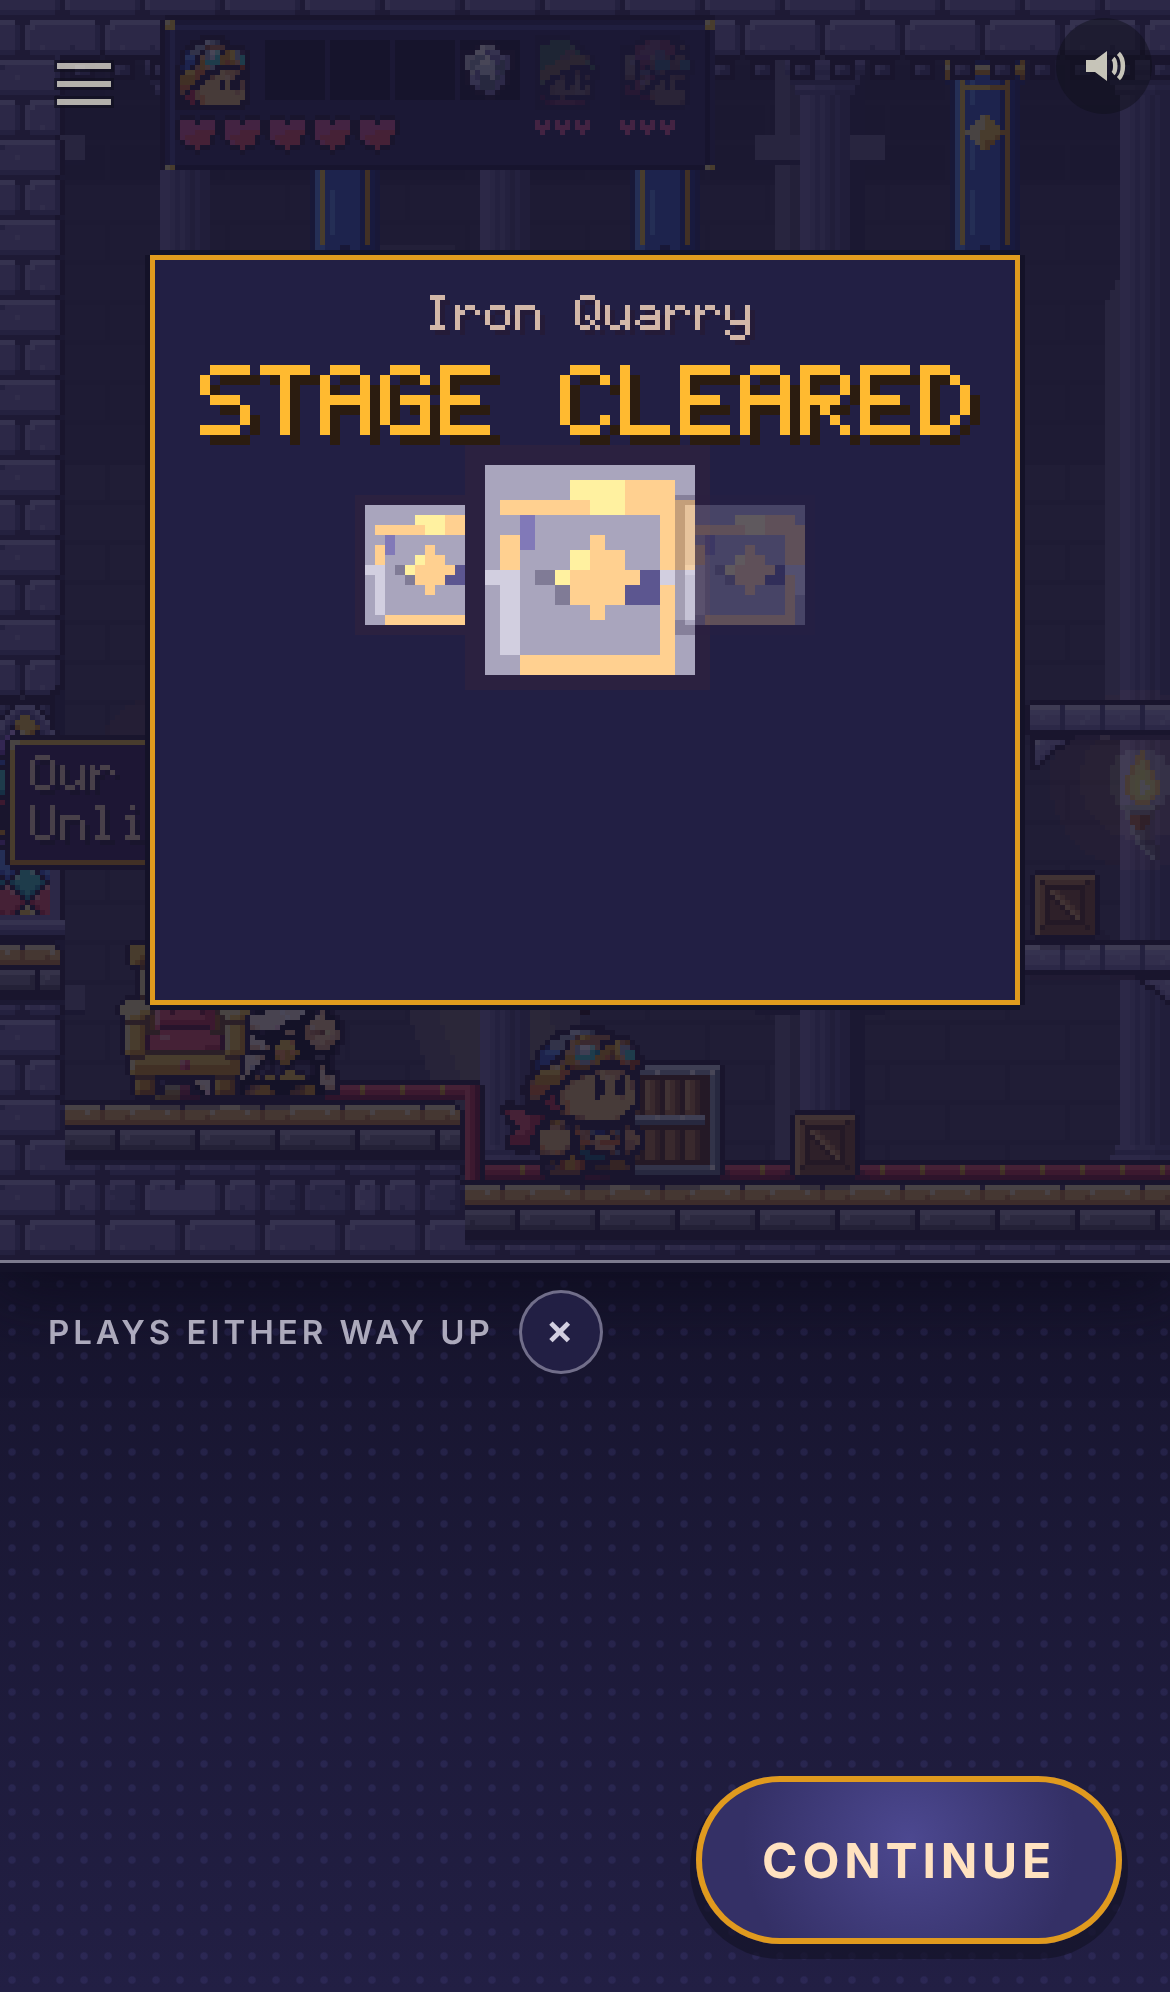 Iron Quarry
STAGE CLEARED
Our
Unli
PLAYS EITHER WAY UP
CONTINUE